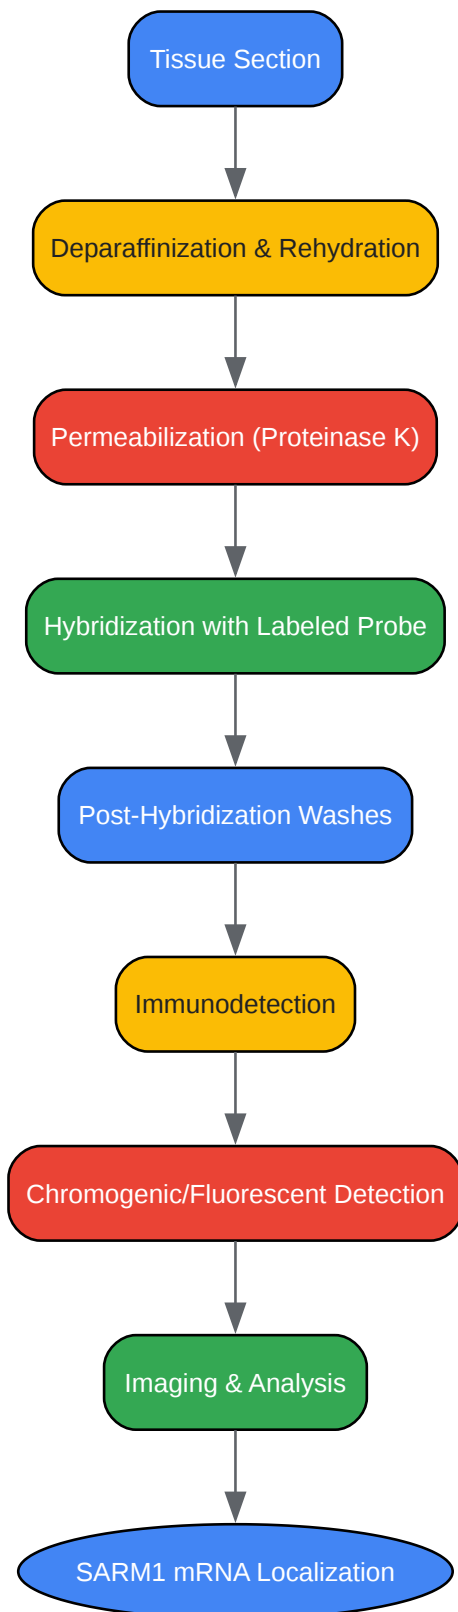 Tissue Section
Deparaffinization & Rehydration
Permeabilization (Proteinase K)
Hybridization with Labeled Probe
Post-Hybridization Washes
Immunodetection
Chromogenic/Fluorescent Detection
Imaging & Analysis
SARM1 mRNA Localization